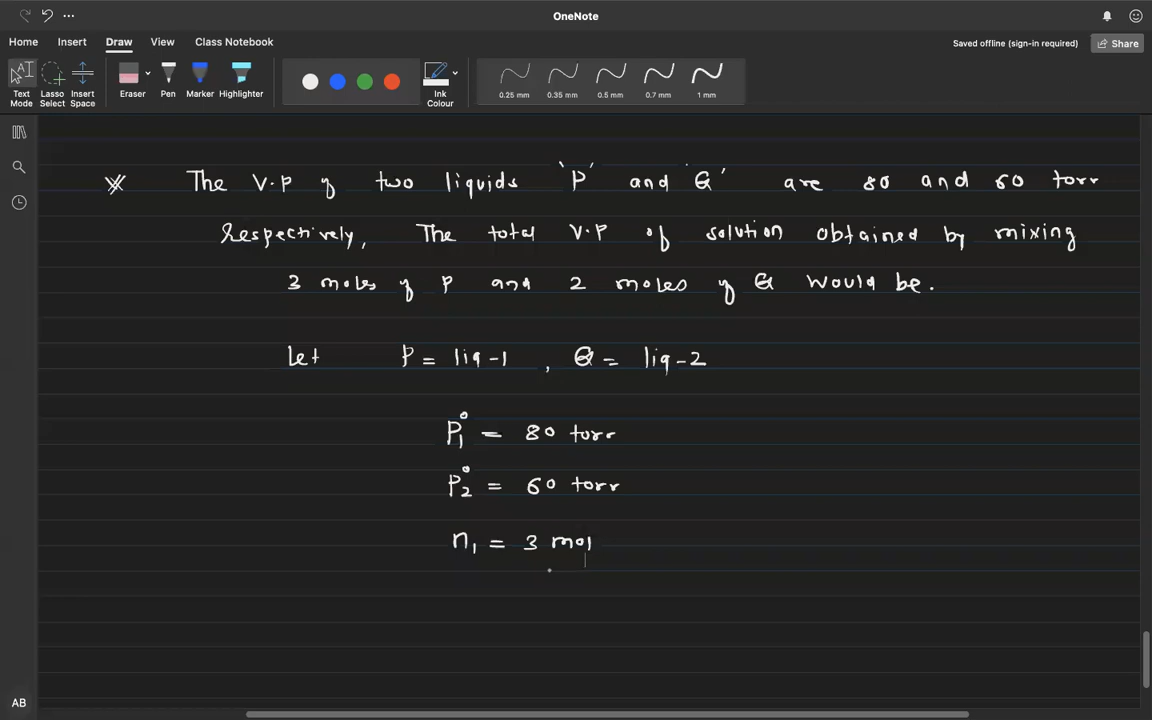 OneNote
Home Insert Draw View Class Notebook
Saved offline (sign-in required) Share
Text Mode
Lasso Select
Insert Space
Eraser
Pen
Marker
Highlighter
Ink Colour
0.25 mm 0.35 mm 0.5 mm 0.7 mm 1 mm
The V.P of two liquids 'P' and 'Q' are 80 and 60 torr
respectively, The total V.P of solution obtained by mixing
3 moles of P and 2 moles of Q would be.
Let P = liq-1 , Q = liq-2
P₁⁰ = 80 torr
P₂⁰ = 60 torr
n₁ = 3 mol
AB